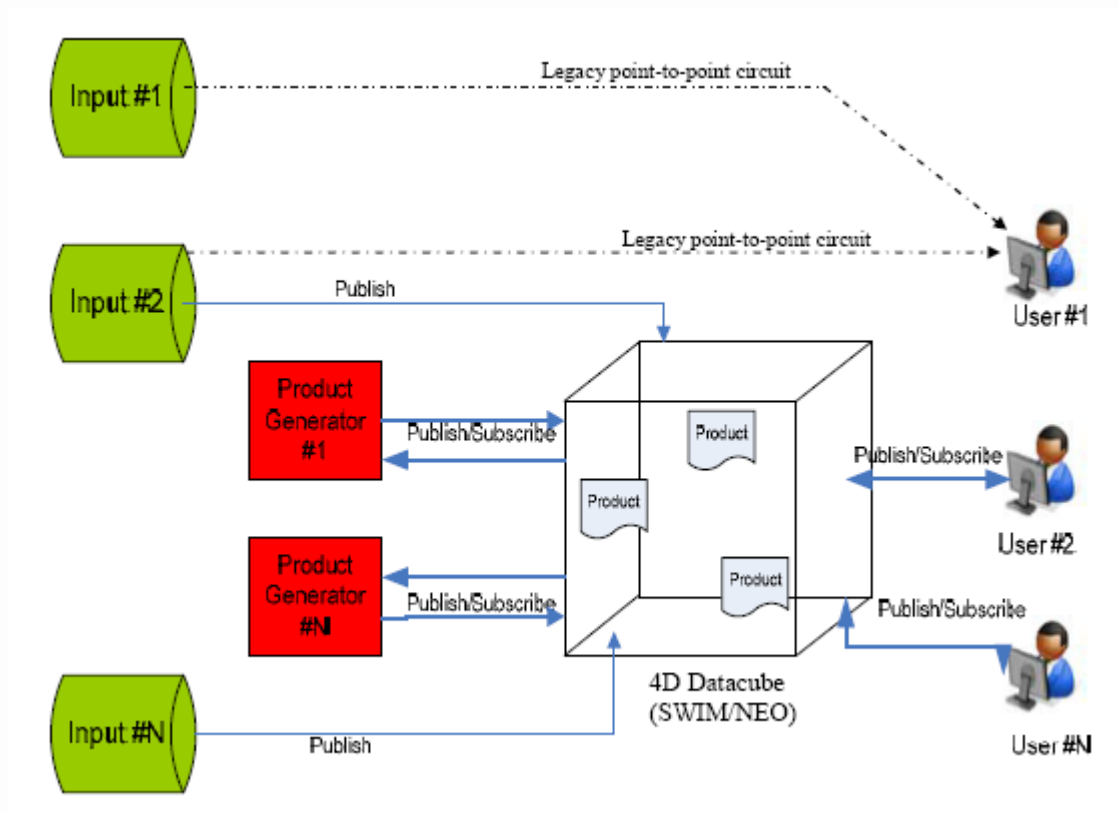 Input #1
Legacy point-to-point circuit
Legacy point-to-point circuit
Input #2
Publish
User #1
Product
Generator
#1
Publish/Subscribe
Product
Product
Product
Publish/Subscribe
User #2
Product
Generator
#N
Publish/Subscribe
Publish/Subscribe
4D Datacube
(SWIM/NEO)
Input #N
Publish
User #N